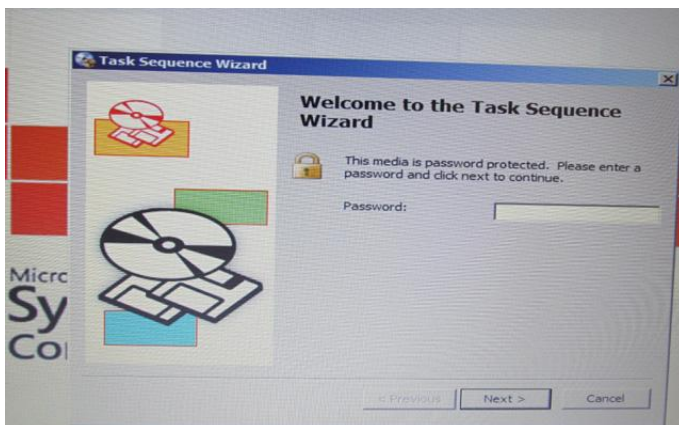 Task Sequence Wizard
Welcome to the Task Sequence
Wizard
This media is password protected. Please enter a
password and click next to continue.
Password:
Micrc
Sy
Co
< Previous
Next >
Cancel